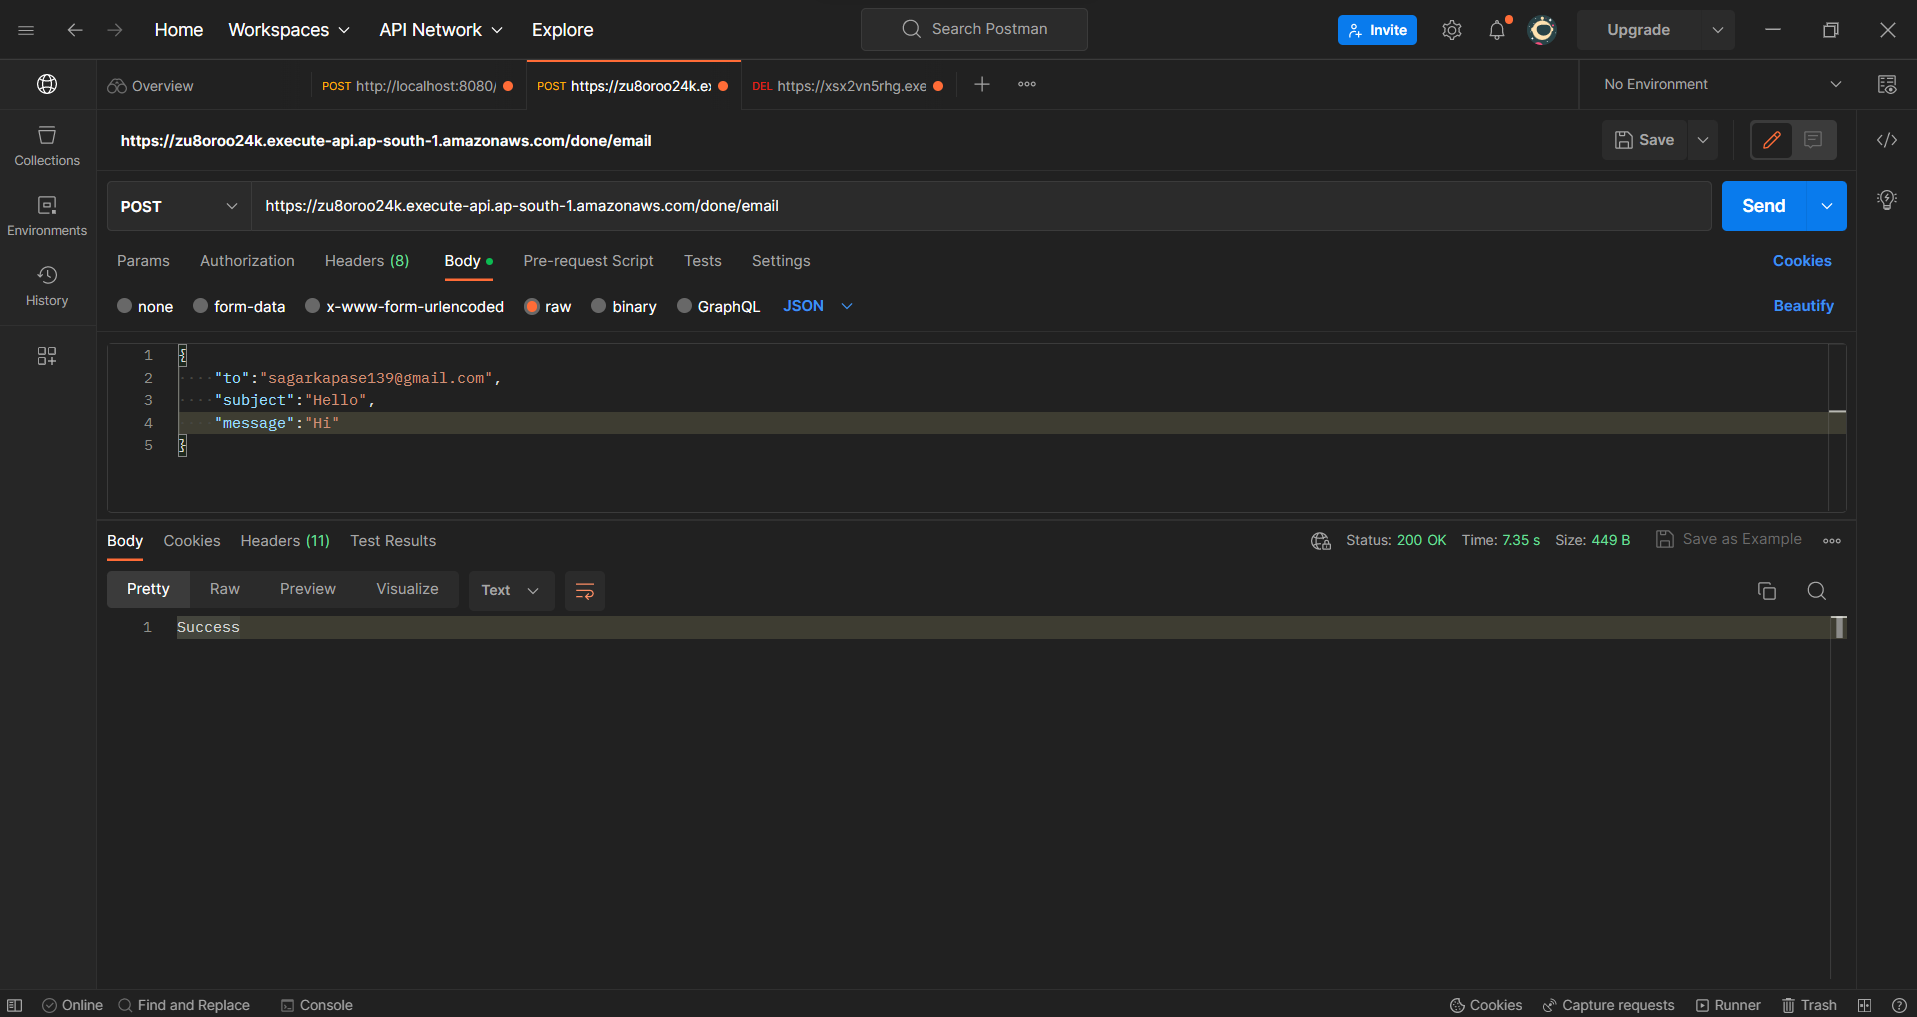 Home Workspaces API Network Explore Search Postman Invite Upgrade
Overview POST http://localhost:8080/ POST https://zu8oroo24k.ex DEL https://xsx2vn5rhg.exe No Environment
https://zu8oroo24k.execute-api.ap-south-1.amazonaws.com/done/email Save
Collections
POST https://zu8oroo24k.execute-api.ap-south-1.amazonaws.com/done/email Send
Environments
Params Authorization Headers (8) Body Pre-request Script Tests Settings Cookies
History
none form-data x-www-form-urlencoded raw binary GraphQL JSON Beautify
1 {
2 "to":"sagarkapase139@gmail.com",
3 "subject":"Hello",
4 "message":"Hi"
5 }
Body Cookies Headers (11) Test Results Status: 200 OK Time: 7.35 s Size: 449 B Save as Example
Pretty Raw Preview Visualize Text
1 Success
Online Find and Replace Console Cookies Capture requests Runner Trash